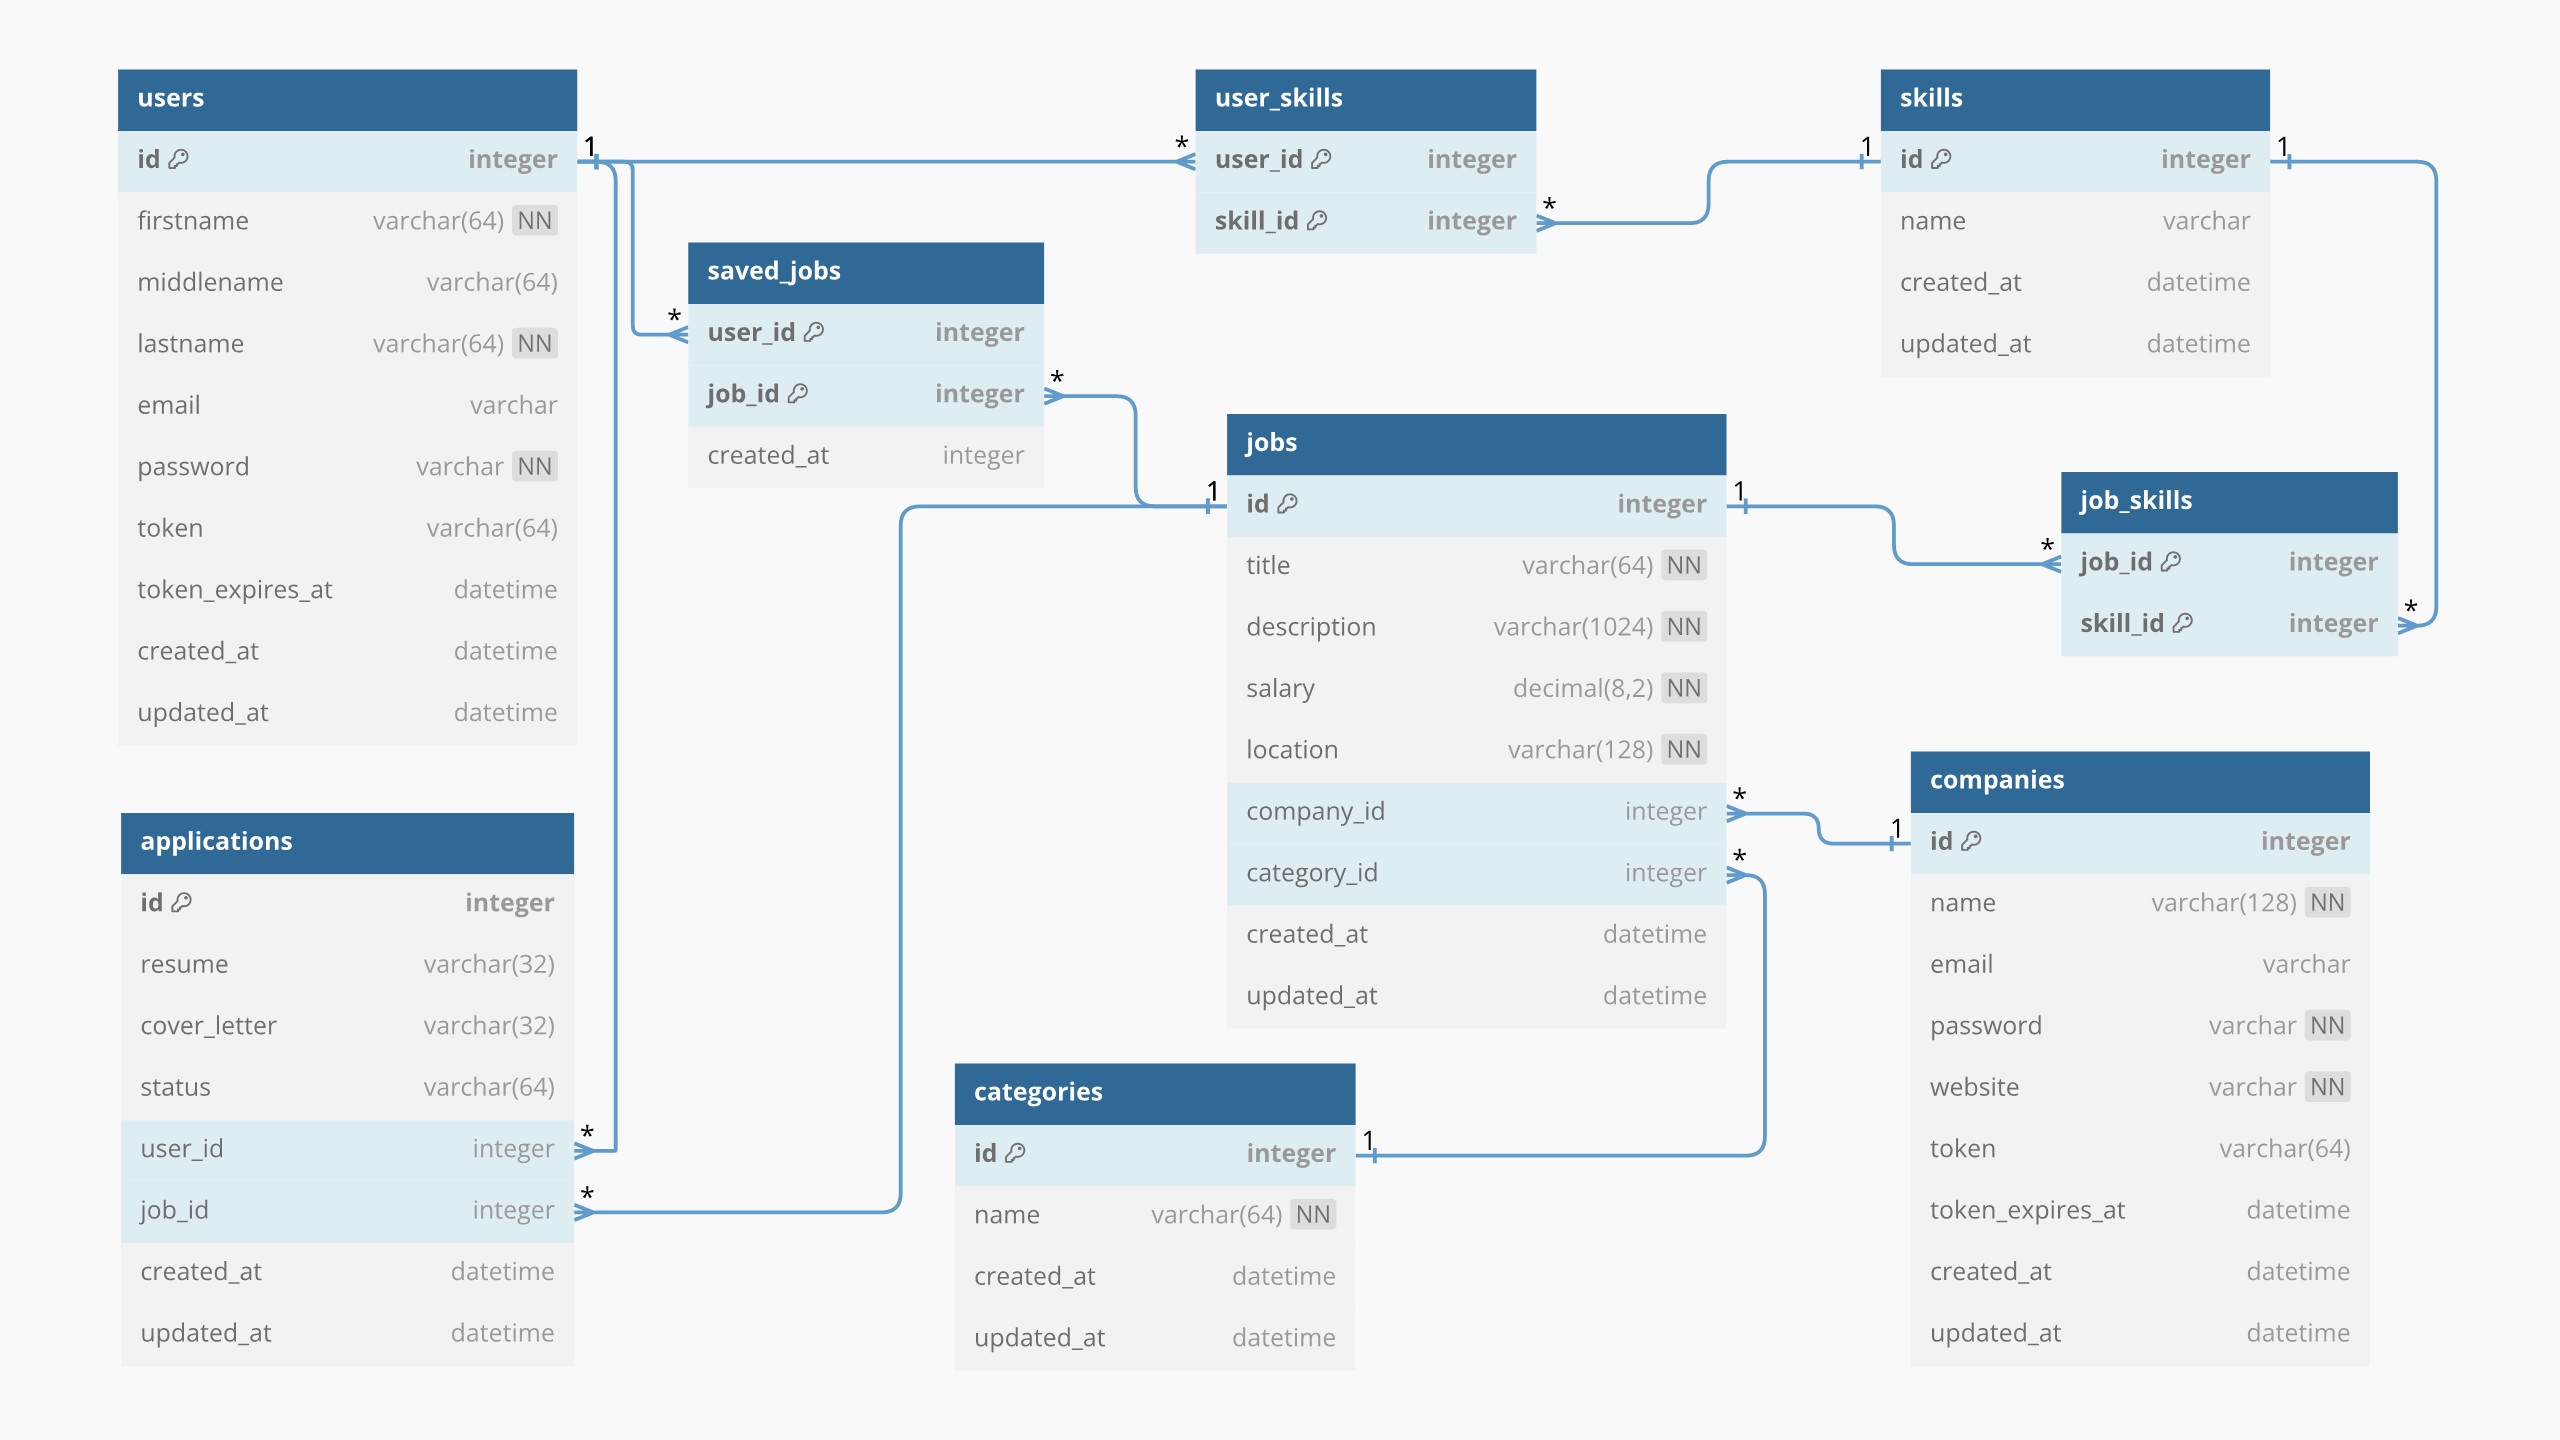 users
id integer
firstname varchar(64) NN
middlename varchar(64)
lastname varchar(64) NN
email varchar
password varchar NN
token varchar(64)
token_expires_at datetime
created_at datetime
updated_at datetime
1
*
user_skills
user_id integer
skill_id integer
*
1
skills
id integer
name varchar
created_at datetime
updated_at datetime
1
*
saved_jobs
user_id integer
job_id integer
created_at integer
*
1
jobs
id integer
title varchar(64) NN
description varchar(1024) NN
salary decimal(8,2) NN
location varchar(128) NN
company_id integer
category_id integer
created_at datetime
updated_at datetime
1
*
*
*
job_skills
job_id integer
skill_id integer
*
applications
id integer
resume varchar(32)
cover_letter varchar(32)
status varchar(64)
user_id integer
job_id integer
created_at datetime
updated_at datetime
*
*
categories
id integer
name varchar(64) NN
created_at datetime
updated_at datetime
1
1
companies
id integer
name varchar(128) NN
email varchar
password varchar NN
website varchar NN
token varchar(64)
token_expires_at datetime
created_at datetime
updated_at datetime